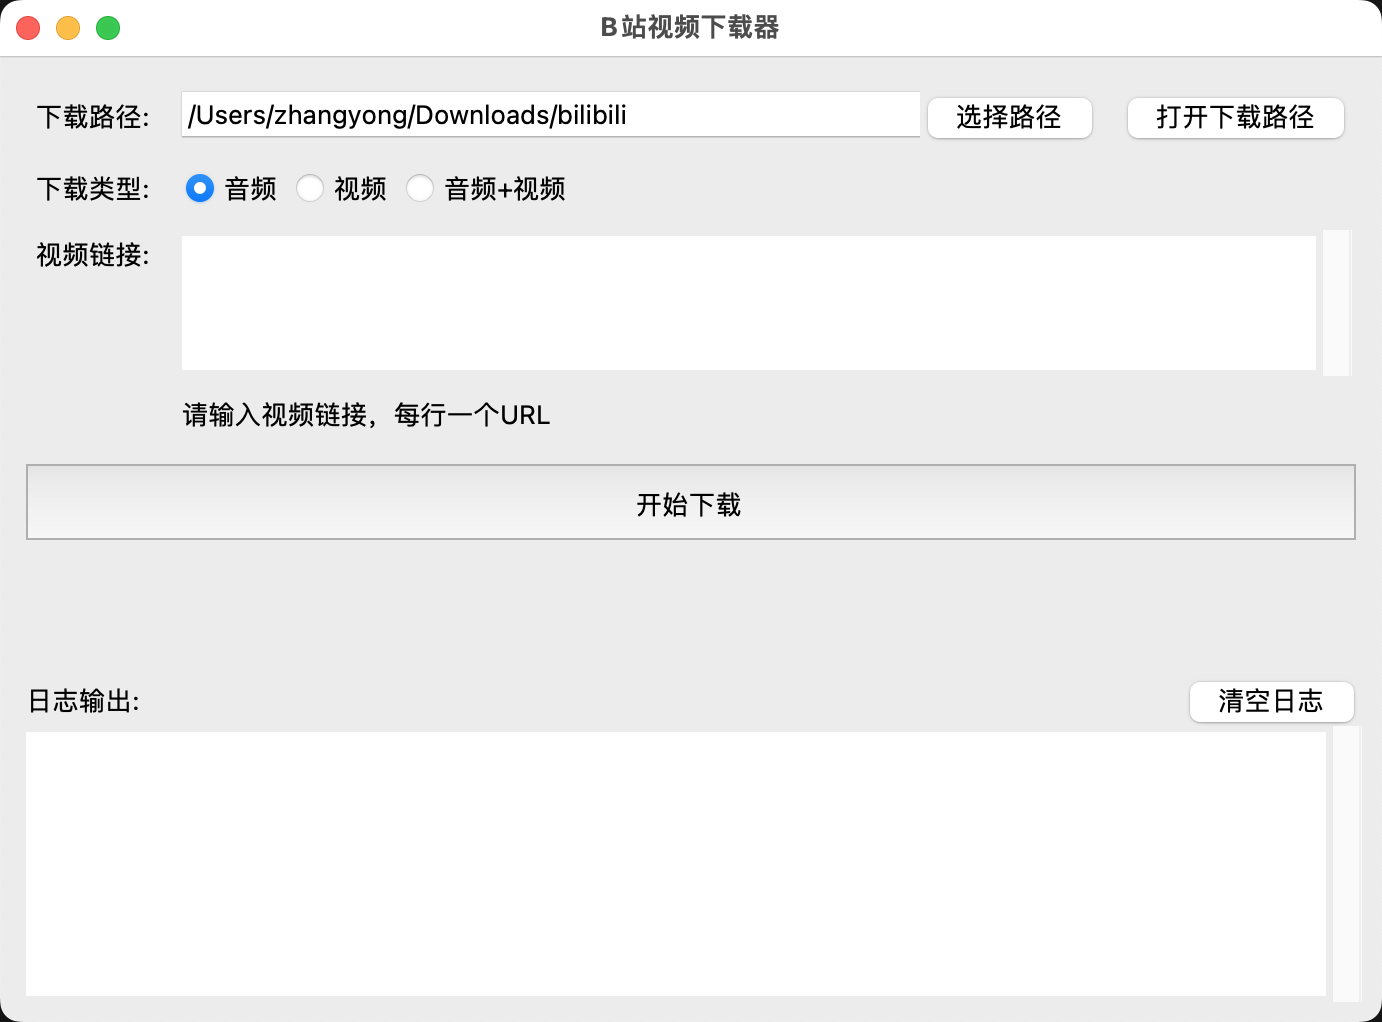 B站视频下载器
下载路径: /Users/zhangyong/Downloads/bilibili 选择路径 打开下载路径
下载类型: 音频 视频 音频+视频
视频链接:
请输入视频链接，每行一个URL
开始下载
日志输出: 清空日志